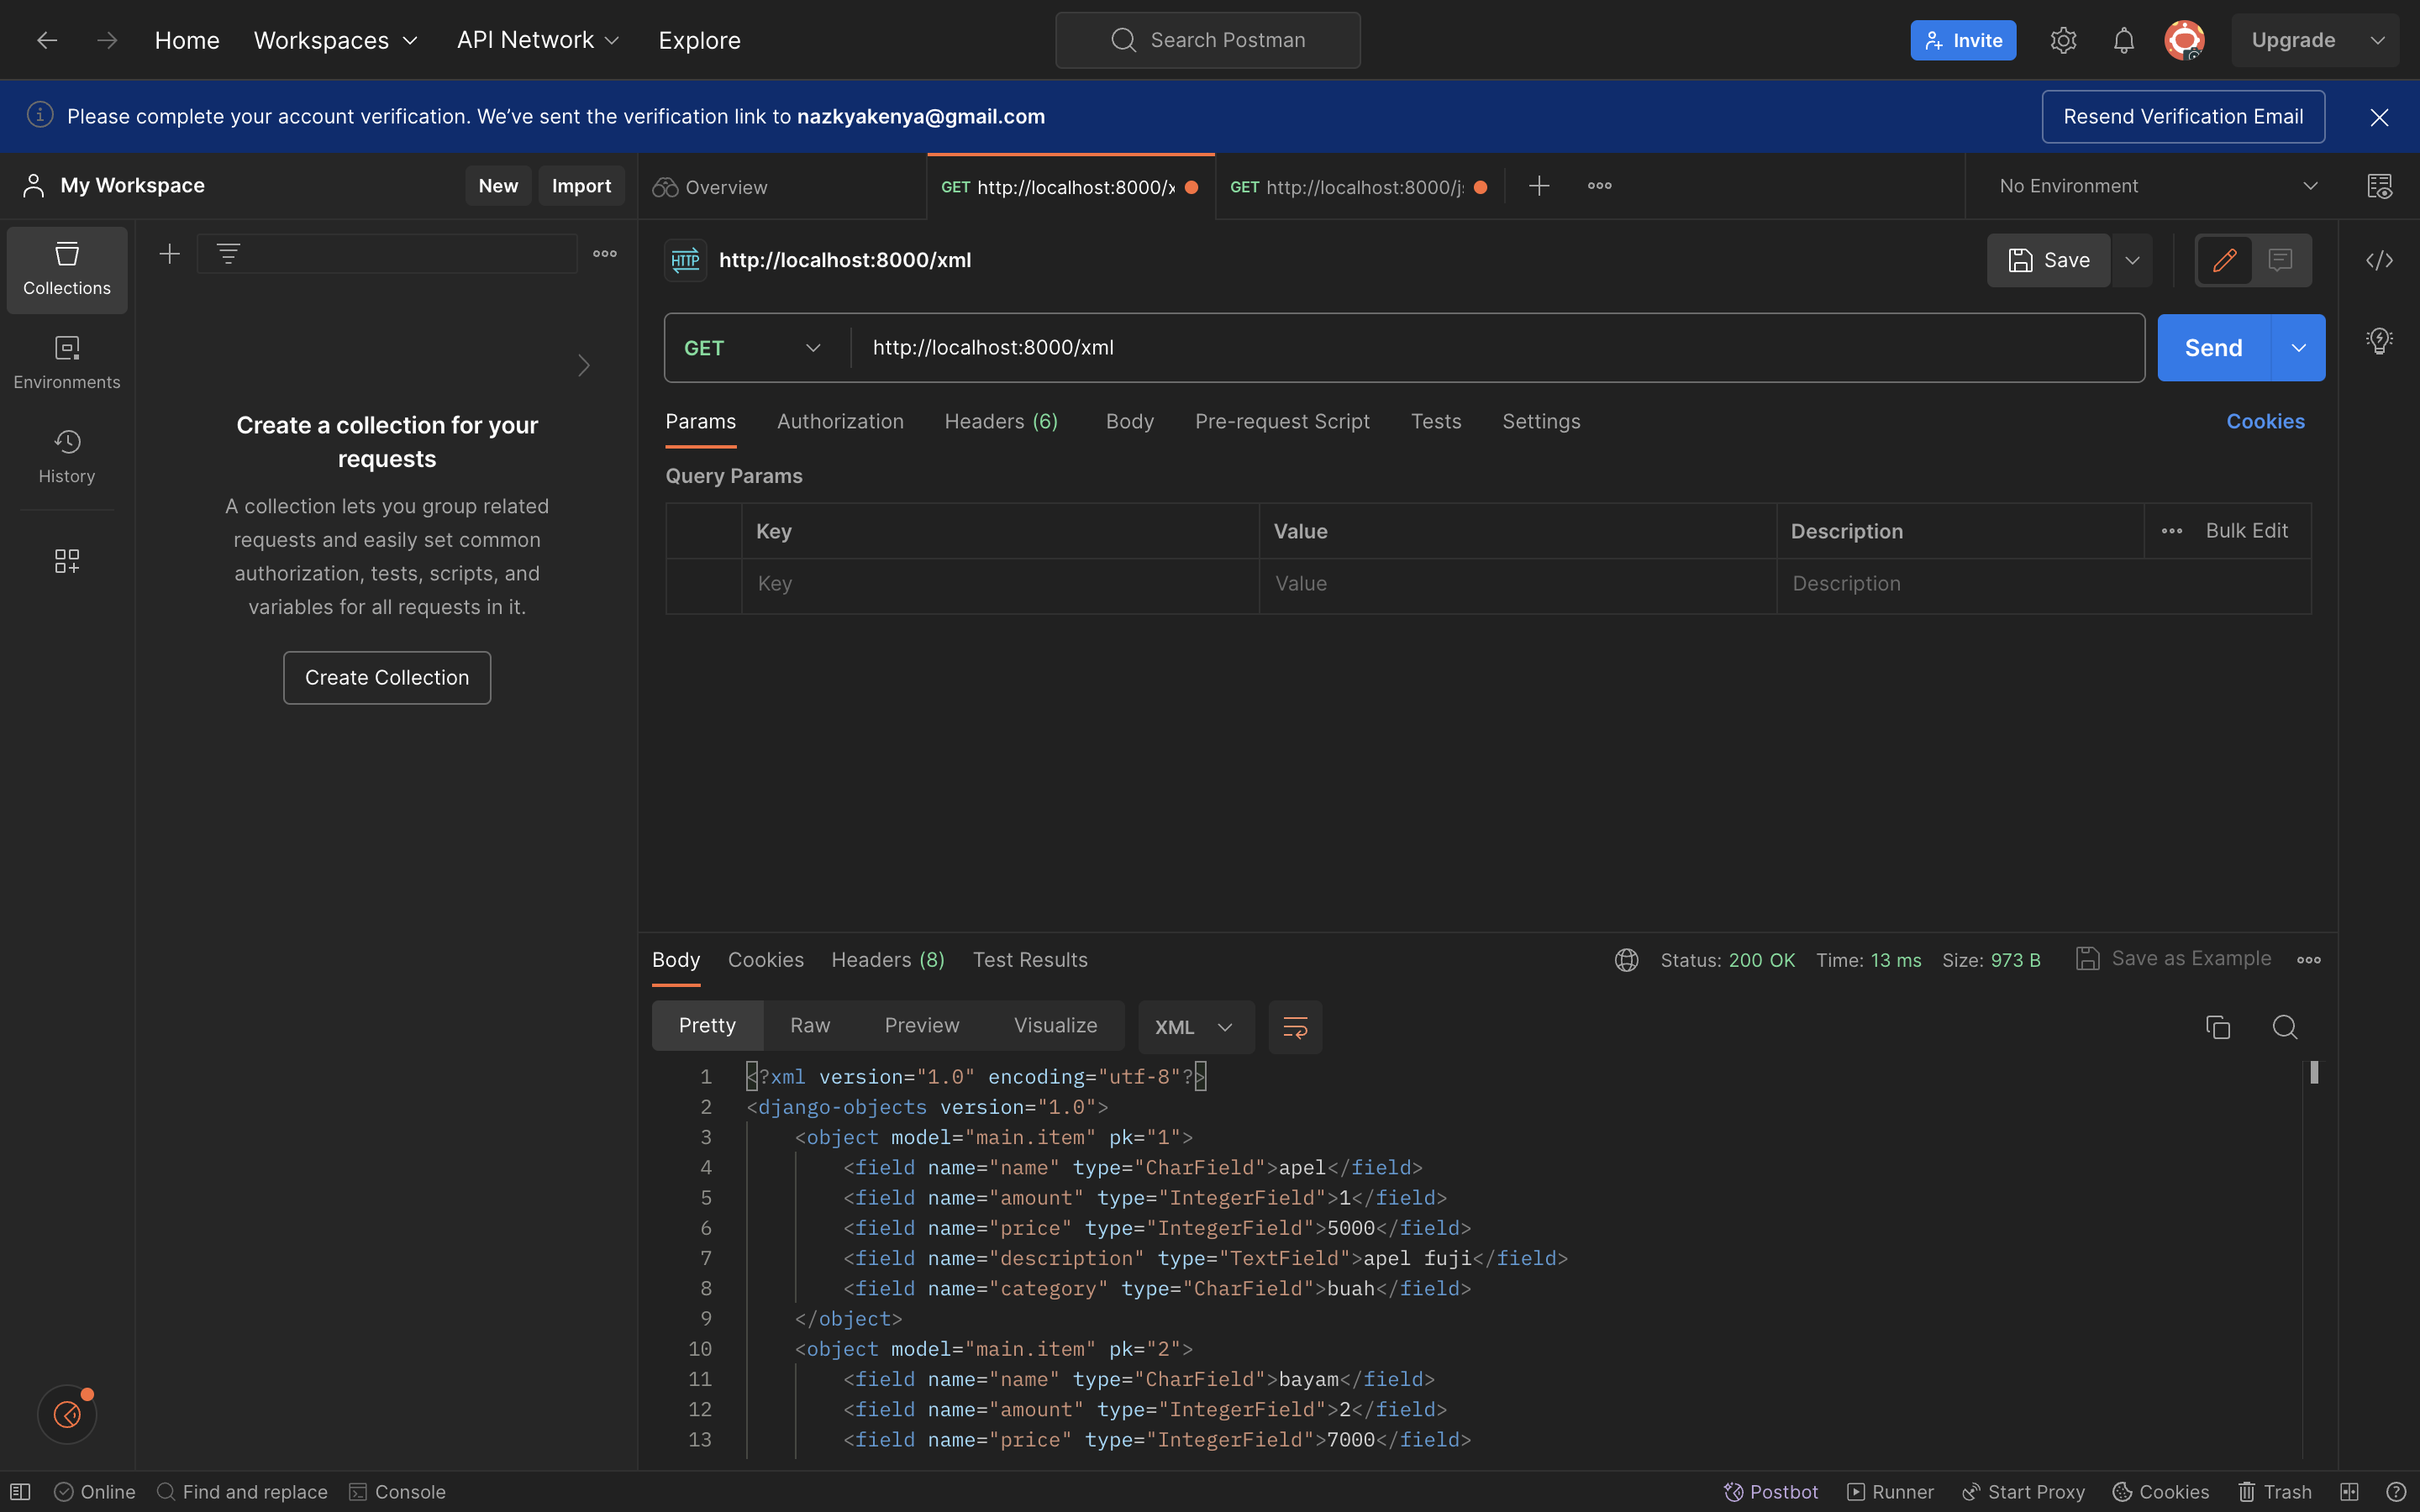 Home Workspaces API Network Explore Search Postman Invite Upgrade
Please complete your account verification. We’ve sent the verification link to nazkyakenya@gmail.com Resend Verification Email
My Workspace New Import Overview GET http://localhost:8000/x GET http://localhost:8000/j No Environment
Collections
Environments
History
Create a collection for your
requests
A collection lets you group related
requests and easily set common
authorization, tests, scripts, and
variables for all requests in it.
Create Collection
HTTP http://localhost:8000/xml Save
GET http://localhost:8000/xml Send
Params Authorization Headers (6) Body Pre-request Script Tests Settings Cookies
Query Params
Key Value Description Bulk Edit
Key Value Description
Body Cookies Headers (8) Test Results Status: 200 OK Time: 13 ms Size: 973 B Save as Example
Pretty Raw Preview Visualize XML
1 <?xml version="1.0" encoding="utf-8"?>
2 <django-objects version="1.0">
3 <object model="main.item" pk="1">
4 <field name="name" type="CharField">apel</field>
5 <field name="amount" type="IntegerField">1</field>
6 <field name="price" type="IntegerField">5000</field>
7 <field name="description" type="TextField">apel fuji</field>
8 <field name="category" type="CharField">buah</field>
9 </object>
10 <object model="main.item" pk="2">
11 <field name="name" type="CharField">bayam</field>
12 <field name="amount" type="IntegerField">2</field>
13 <field name="price" type="IntegerField">7000</field>
Online Find and replace Console Postbot Runner Start Proxy Cookies Trash